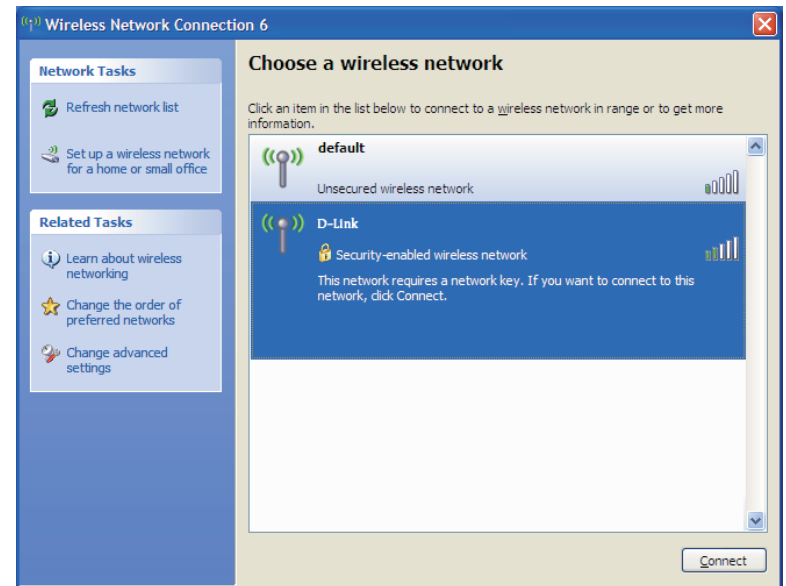 Wireless Network Connection 6
Network Tasks
Refresh network list
Set up a wireless network
for a home or small office
Related Tasks
Learn about wireless
networking
Change the order of
preferred networks
Change advanced
settings
Choose a wireless network
Click an item in the list below to connect to a wireless network in range or to get more
information.
default
Unsecured wireless network
D-Link
Security-enabled wireless network
This network requires a network key. If you want to connect to this
network, click Connect.
Connect